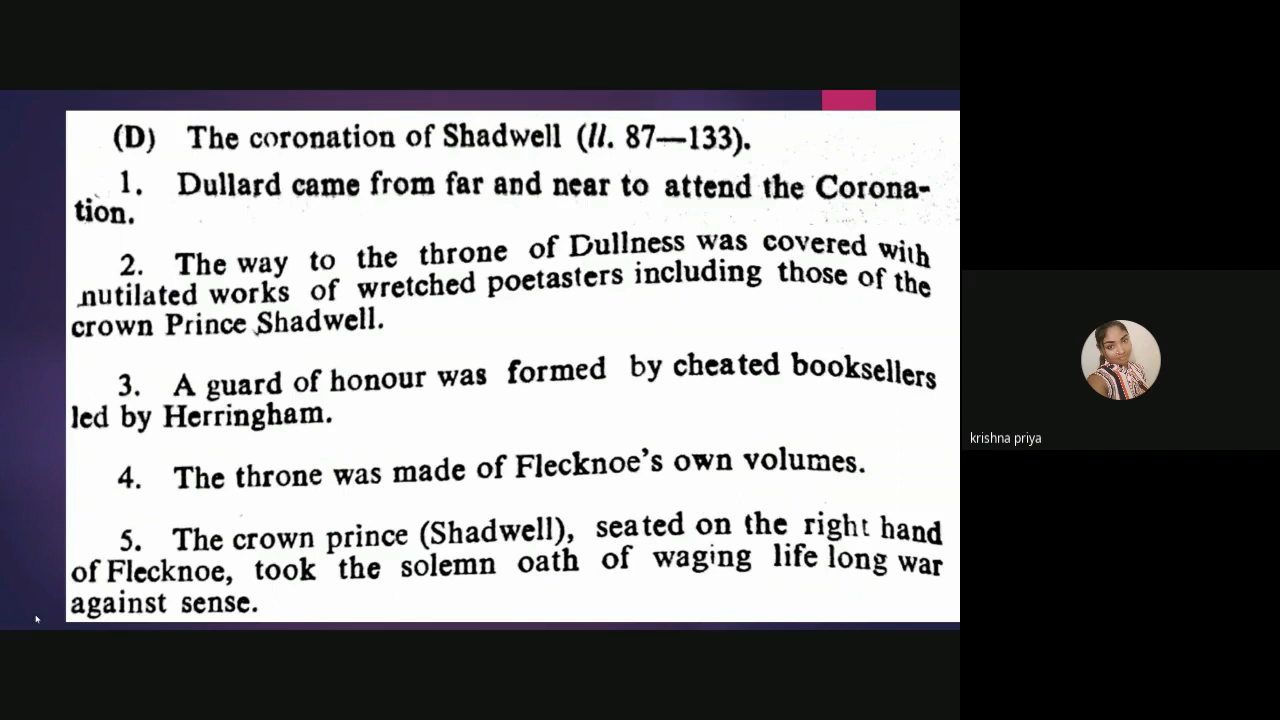 (D) The coronation of Shadwell (ll. 87—133).
1. Dullard came from far and near to attend the Corona-
tion.
2. The way to the throne of Dullness was covered with
nutilated works of wretched poetasters including those of the
crown Prince Shadwell.
3. A guard of honour was formed by cheated booksellers
led by Herringham.
4. The throne was made of Flecknoe's own volumes.
5. The crown prince (Shadwell), seated on the right hand
of Flecknoe, took the solemn oath of waging life long war
against sense.
krishna priya